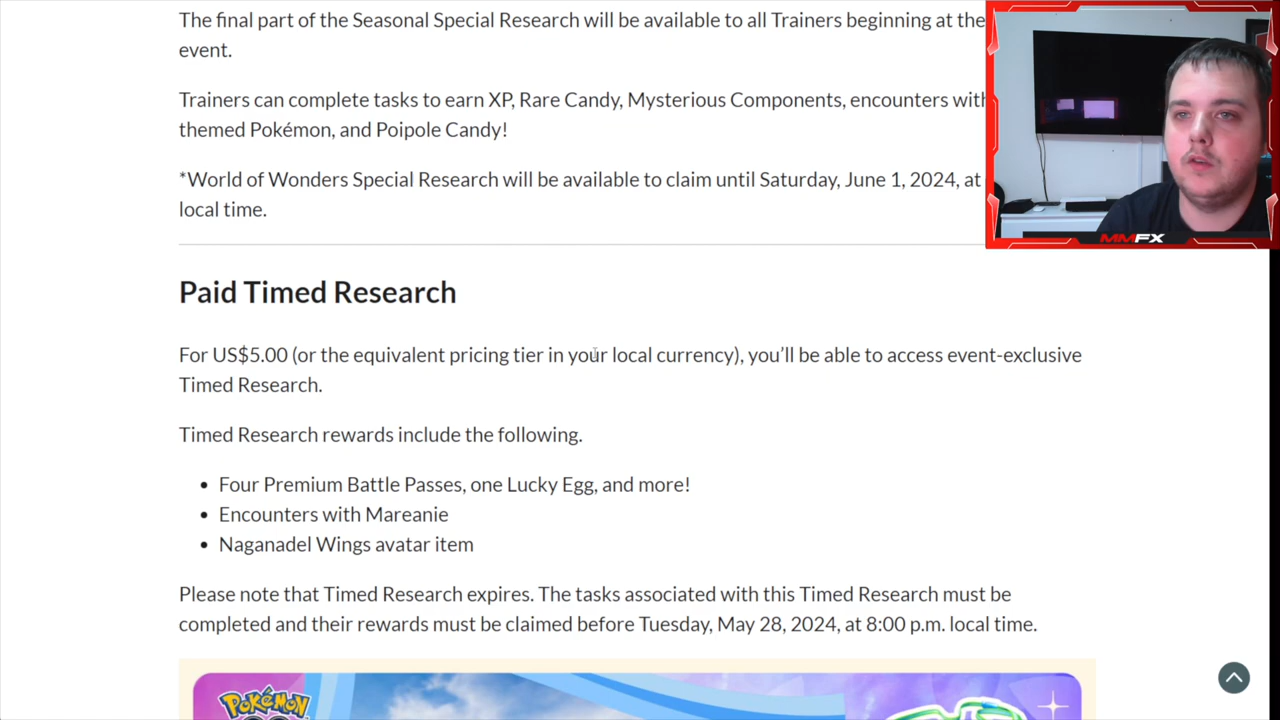 The final part of the Seasonal Special Research will be available to all Trainers beginning at the
event.
Trainers can complete tasks to earn XP, Rare Candy, Mysterious Components, encounters with
themed Pokémon, and Poipole Candy!
*World of Wonders Special Research will be available to claim until Saturday, June 1, 2024, at
local time.
MMFX
Paid Timed Research
For US$5.00 (or the equivalent pricing tier in your local currency), you’ll be able to access event-exclusive
Timed Research.
Timed Research rewards include the following.
• Four Premium Battle Passes, one Lucky Egg, and more!
• Encounters with Mareanie
• Naganadel Wings avatar item
Please note that Timed Research expires. The tasks associated with this Timed Research must be
completed and their rewards must be claimed before Tuesday, May 28, 2024, at 8:00 p.m. local time.
Pokémon